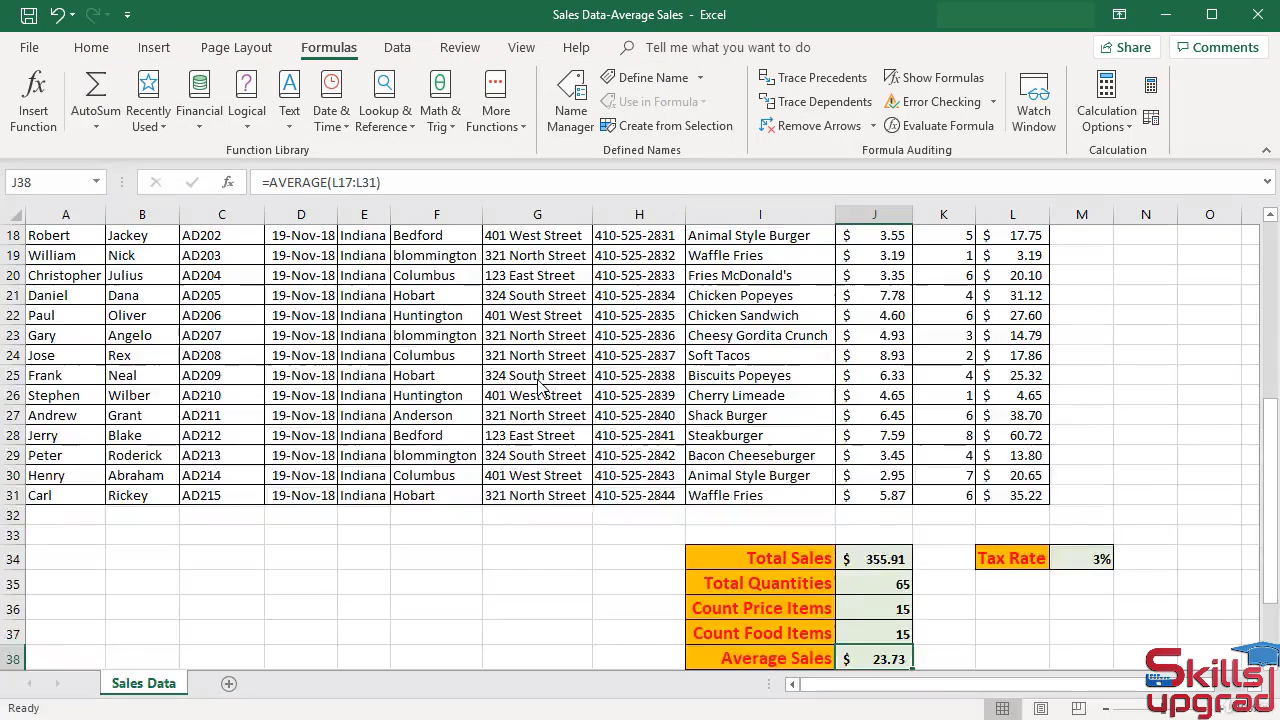 Sales Data-Average Sales - Excel
File Home Insert Page Layout Formulas Data Review View Help Tell me what you want to do Share Comments
Insert Function
AutoSum
Recently Used
Financial
Logical
Text
Date & Time
Lookup & Reference
Math & Trig
More Functions
Function Library
Name Manager
Define Name
Use in Formula
Create from Selection
Defined Names
Trace Precedents
Trace Dependents
Remove Arrows
Show Formulas
Error Checking
Evaluate Formula
Formula Auditing
Watch Window
Calculation Options
Calculation
J38 fx =AVERAGE(L17:L31)
A B C D E F G H I J K L M N O
18 Robert Jackey AD202 19-Nov-18 Indiana Bedford 401 West Street 410-525-2831 Animal Style Burger $ 3.55 5 $ 17.75
19 William Nick AD203 19-Nov-18 Indiana blommington 321 North Street 410-525-2832 Waffle Fries $ 3.19 1 $ 3.19
20 Christopher Julius AD204 19-Nov-18 Indiana Columbus 123 East Street 410-525-2833 Fries McDonald's $ 3.35 6 $ 20.10
21 Daniel Dana AD205 19-Nov-18 Indiana Hobart 324 South Street 410-525-2834 Chicken Popeyes $ 7.78 4 $ 31.12
22 Paul Oliver AD206 19-Nov-18 Indiana Huntington 401 West Street 410-525-2835 Chicken Sandwich $ 4.60 6 $ 27.60
23 Gary Angelo AD207 19-Nov-18 Indiana blommington 321 North Street 410-525-2836 Cheesy Gordita Crunch $ 4.93 3 $ 14.79
24 Jose Rex AD208 19-Nov-18 Indiana Columbus 321 North Street 410-525-2837 Soft Tacos $ 8.93 2 $ 17.86
25 Frank Neal AD209 19-Nov-18 Indiana Hobart 324 South Street 410-525-2838 Biscuits Popeyes $ 6.33 4 $ 25.32
26 Stephen Wilber AD210 19-Nov-18 Indiana Huntington 401 West Street 410-525-2839 Cherry Limeade $ 4.65 1 $ 4.65
27 Andrew Grant AD211 19-Nov-18 Indiana Anderson 321 North Street 410-525-2840 Shack Burger $ 6.45 6 $ 38.70
28 Jerry Blake AD212 19-Nov-18 Indiana Bedford 123 East Street 410-525-2841 Steakburger $ 7.59 8 $ 60.72
29 Peter Roderick AD213 19-Nov-18 Indiana blommington 324 South Street 410-525-2842 Bacon Cheeseburger $ 3.45 4 $ 13.80
30 Henry Abraham AD214 19-Nov-18 Indiana Columbus 401 West Street 410-525-2843 Animal Style Burger $ 2.95 7 $ 20.65
31 Carl Rickey AD215 19-Nov-18 Indiana Hobart 321 North Street 410-525-2844 Waffle Fries $ 5.87 6 $ 35.22
32
33
34 Total Sales $ 355.91 Tax Rate 3%
35 Total Quantities 65
36 Count Price Items 15
37 Count Food Items 15
38 Average Sales $ 23.73
Sales Data
Ready
Skills upgrad